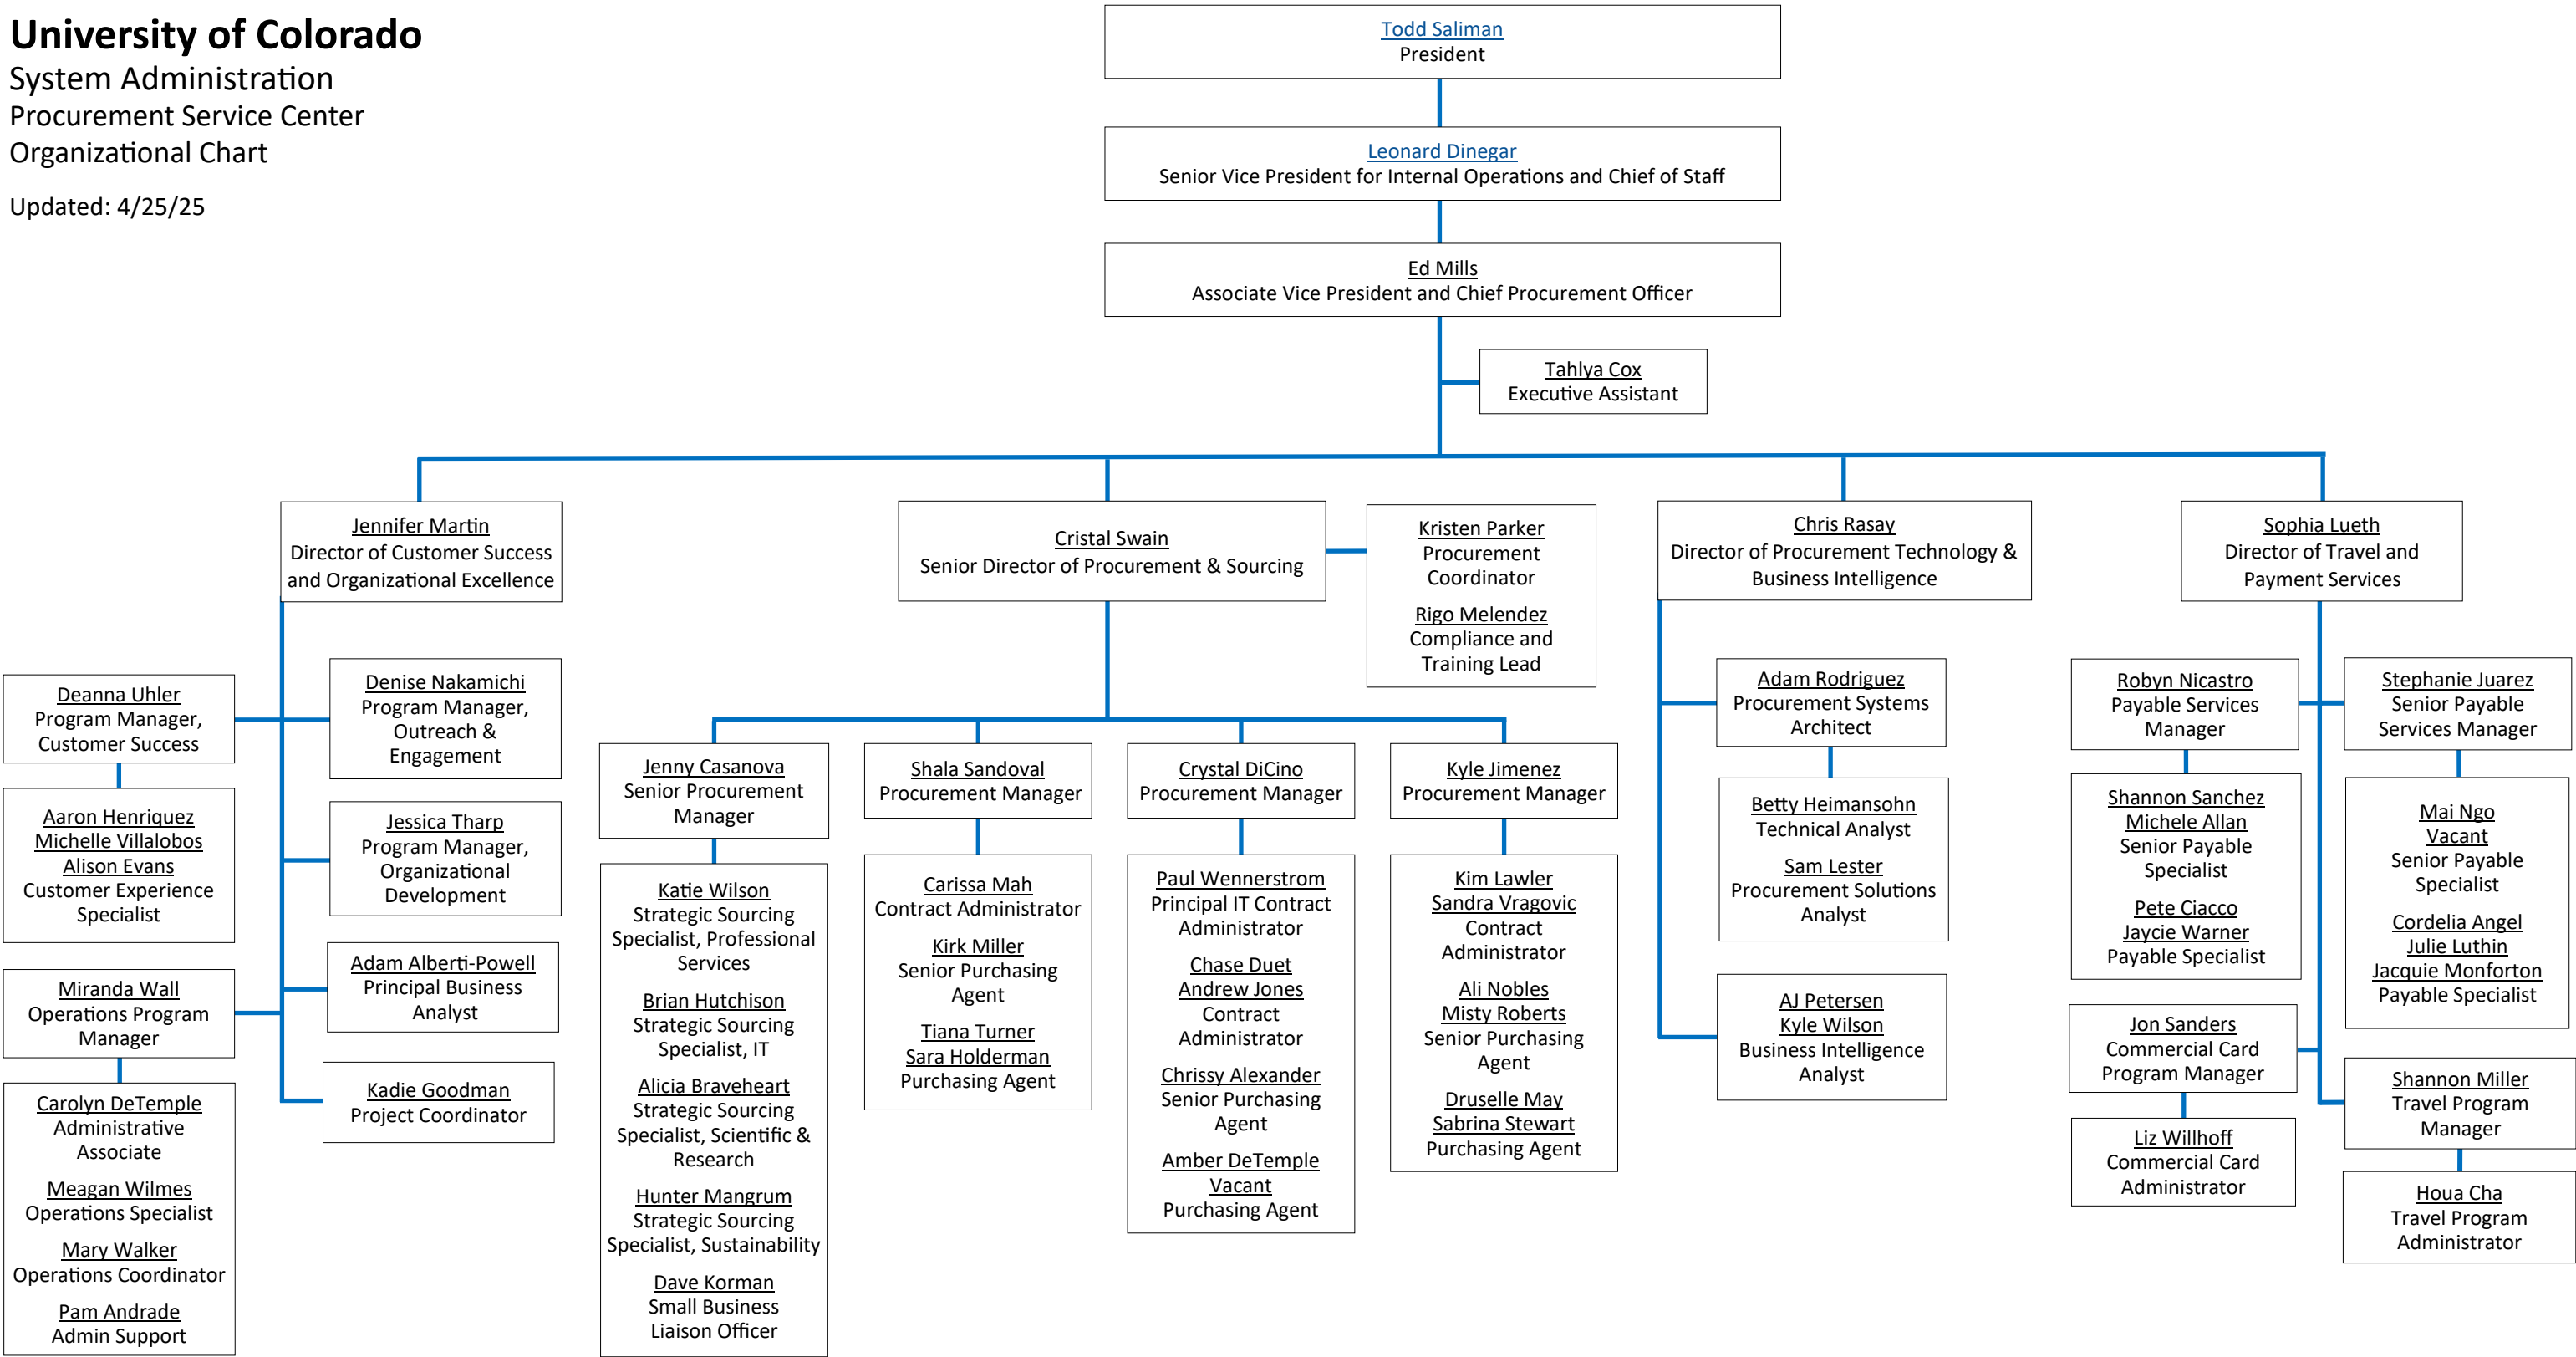 University of Colorado
System Administration
Procurement Service Center
Organizational Chart
Updated: 4/25/25
Todd Saliman
President
Leonard Dinegar
Senior Vice President for Internal Operations and Chief of Staff
Ed Mills
Associate Vice President and Chief Procurement Officer
Tahlya Cox
Executive Assistant
Jennifer Martin
Director of Customer Success
and Organizational Excellence
Deanna Uhler
Program Manager,
Customer Success
Aaron Henriquez
Michelle Villalobos
Alison Evans
Customer Experience
Specialist
Miranda Wall
Operations Program
Manager
Carolyn DeTemple
Administrative
Associate
Meagan Wilmes
Operations Specialist
Mary Walker
Operations Coordinator
Pam Andrade
Admin Support
Denise Nakamichi
Program Manager,
Outreach &
Engagement
Jessica Tharp
Program Manager,
Organizational
Development
Adam Alberti-Powell
Principal Business
Analyst
Kadie Goodman
Project Coordinator
Cristal Swain
Senior Director of Procurement & Sourcing
Kristen Parker
Procurement
Coordinator
Rigo Melendez
Compliance and
Training Lead
Jenny Casanova
Senior Procurement
Manager
Katie Wilson
Strategic Sourcing
Specialist, Professional
Services
Brian Hutchison
Strategic Sourcing
Specialist, IT
Alicia Braveheart
Strategic Sourcing
Specialist, Scientific &
Research
Hunter Mangrum
Strategic Sourcing
Specialist, Sustainability
Dave Korman
Small Business
Liaison Officer
Shala Sandoval
Procurement Manager
Carissa Mah
Contract Administrator
Kirk Miller
Senior Purchasing
Agent
Tiana Turner
Sara Holderman
Purchasing Agent
Crystal DiCino
Procurement Manager
Paul Wennerstrom
Principal IT Contract
Administrator
Chase Duet
Andrew Jones
Contract
Administrator
Chrissy Alexander
Senior Purchasing
Agent
Amber DeTemple
Vacant
Purchasing Agent
Kyle Jimenez
Procurement Manager
Kim Lawler
Sandra Vragovic
Contract
Administrator
Ali Nobles
Misty Roberts
Senior Purchasing
Agent
Druselle May
Sabrina Stewart
Purchasing Agent
Chris Rasay
Director of Procurement Technology &
Business Intelligence
Adam Rodriguez
Procurement Systems
Architect
Betty Heimansohn
Technical Analyst
Sam Lester
Procurement Solutions
Analyst
AJ Petersen
Kyle Wilson
Business Intelligence
Analyst
Sophia Lueth
Director of Travel and
Payment Services
Robyn Nicastro
Payable Services
Manager
Shannon Sanchez
Michele Allan
Senior Payable
Specialist
Pete Ciacco
Jaycie Warner
Payable Specialist
Jon Sanders
Commercial Card
Program Manager
Liz Willhoff
Commercial Card
Administrator
Stephanie Juarez
Senior Payable
Services Manager
Mai Ngo
Vacant
Senior Payable
Specialist
Cordelia Angel
Julie Luthin
Jacquie Monforton
Payable Specialist
Shannon Miller
Travel Program
Manager
Houa Cha
Travel Program
Administrator